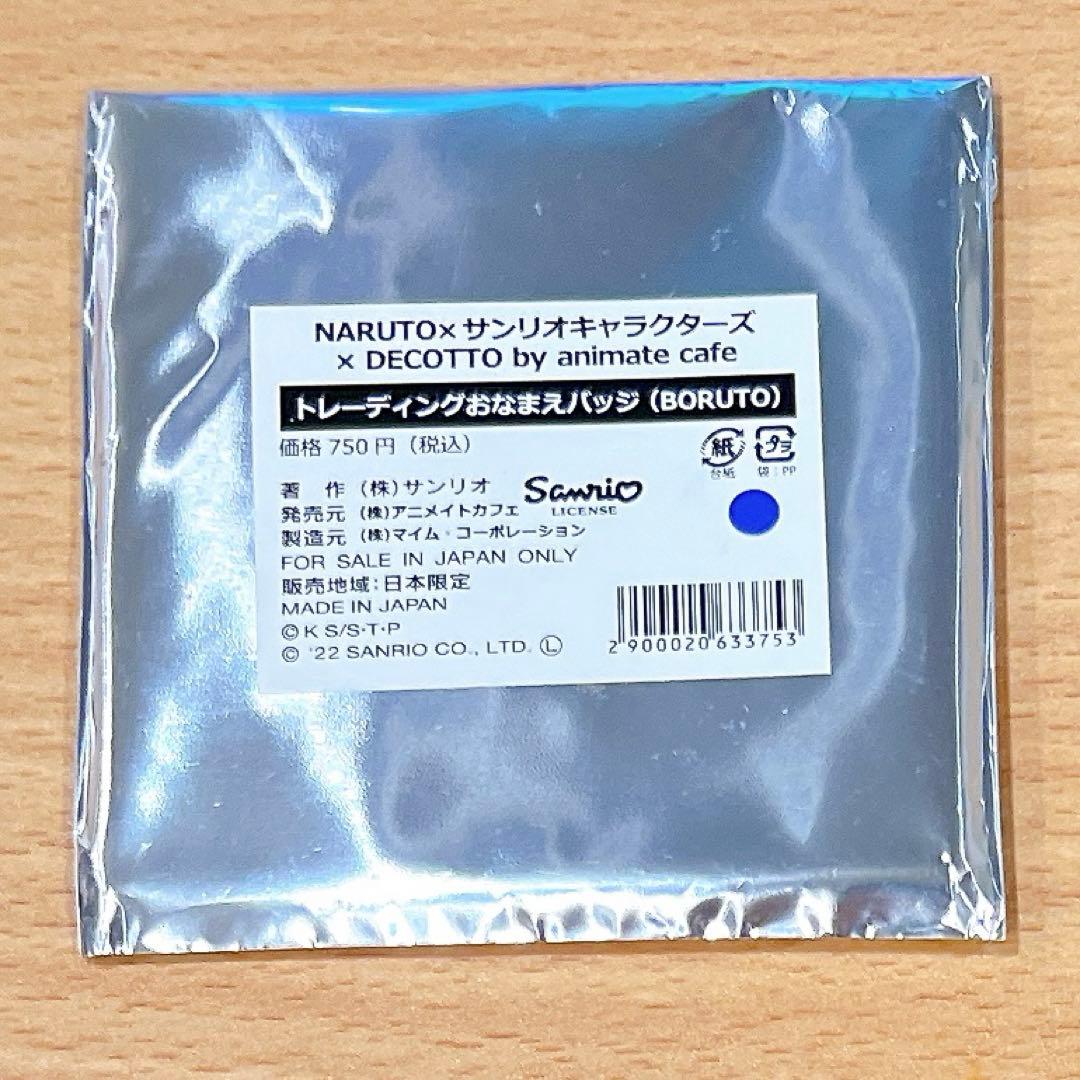 NARUTO×サンリオキャラクターズ
× DECOTTO by animate cafe
トレーディングおなまえバッジ（BORUTO）
価格 750 円（税込）
紙
プラ
台紙
袋：PP
著　作（株）サンリオ
Sanrio
LICENSE
発売元（株）アニメイトカフェ
製造元（株）マイム・コーポレーション
FOR SALE IN JAPAN ONLY
販売地域：日本限定
MADE IN JAPAN
© K S/S・T・P
© '22 SANRIO CO., LTD. Ⓛ
2900020633753